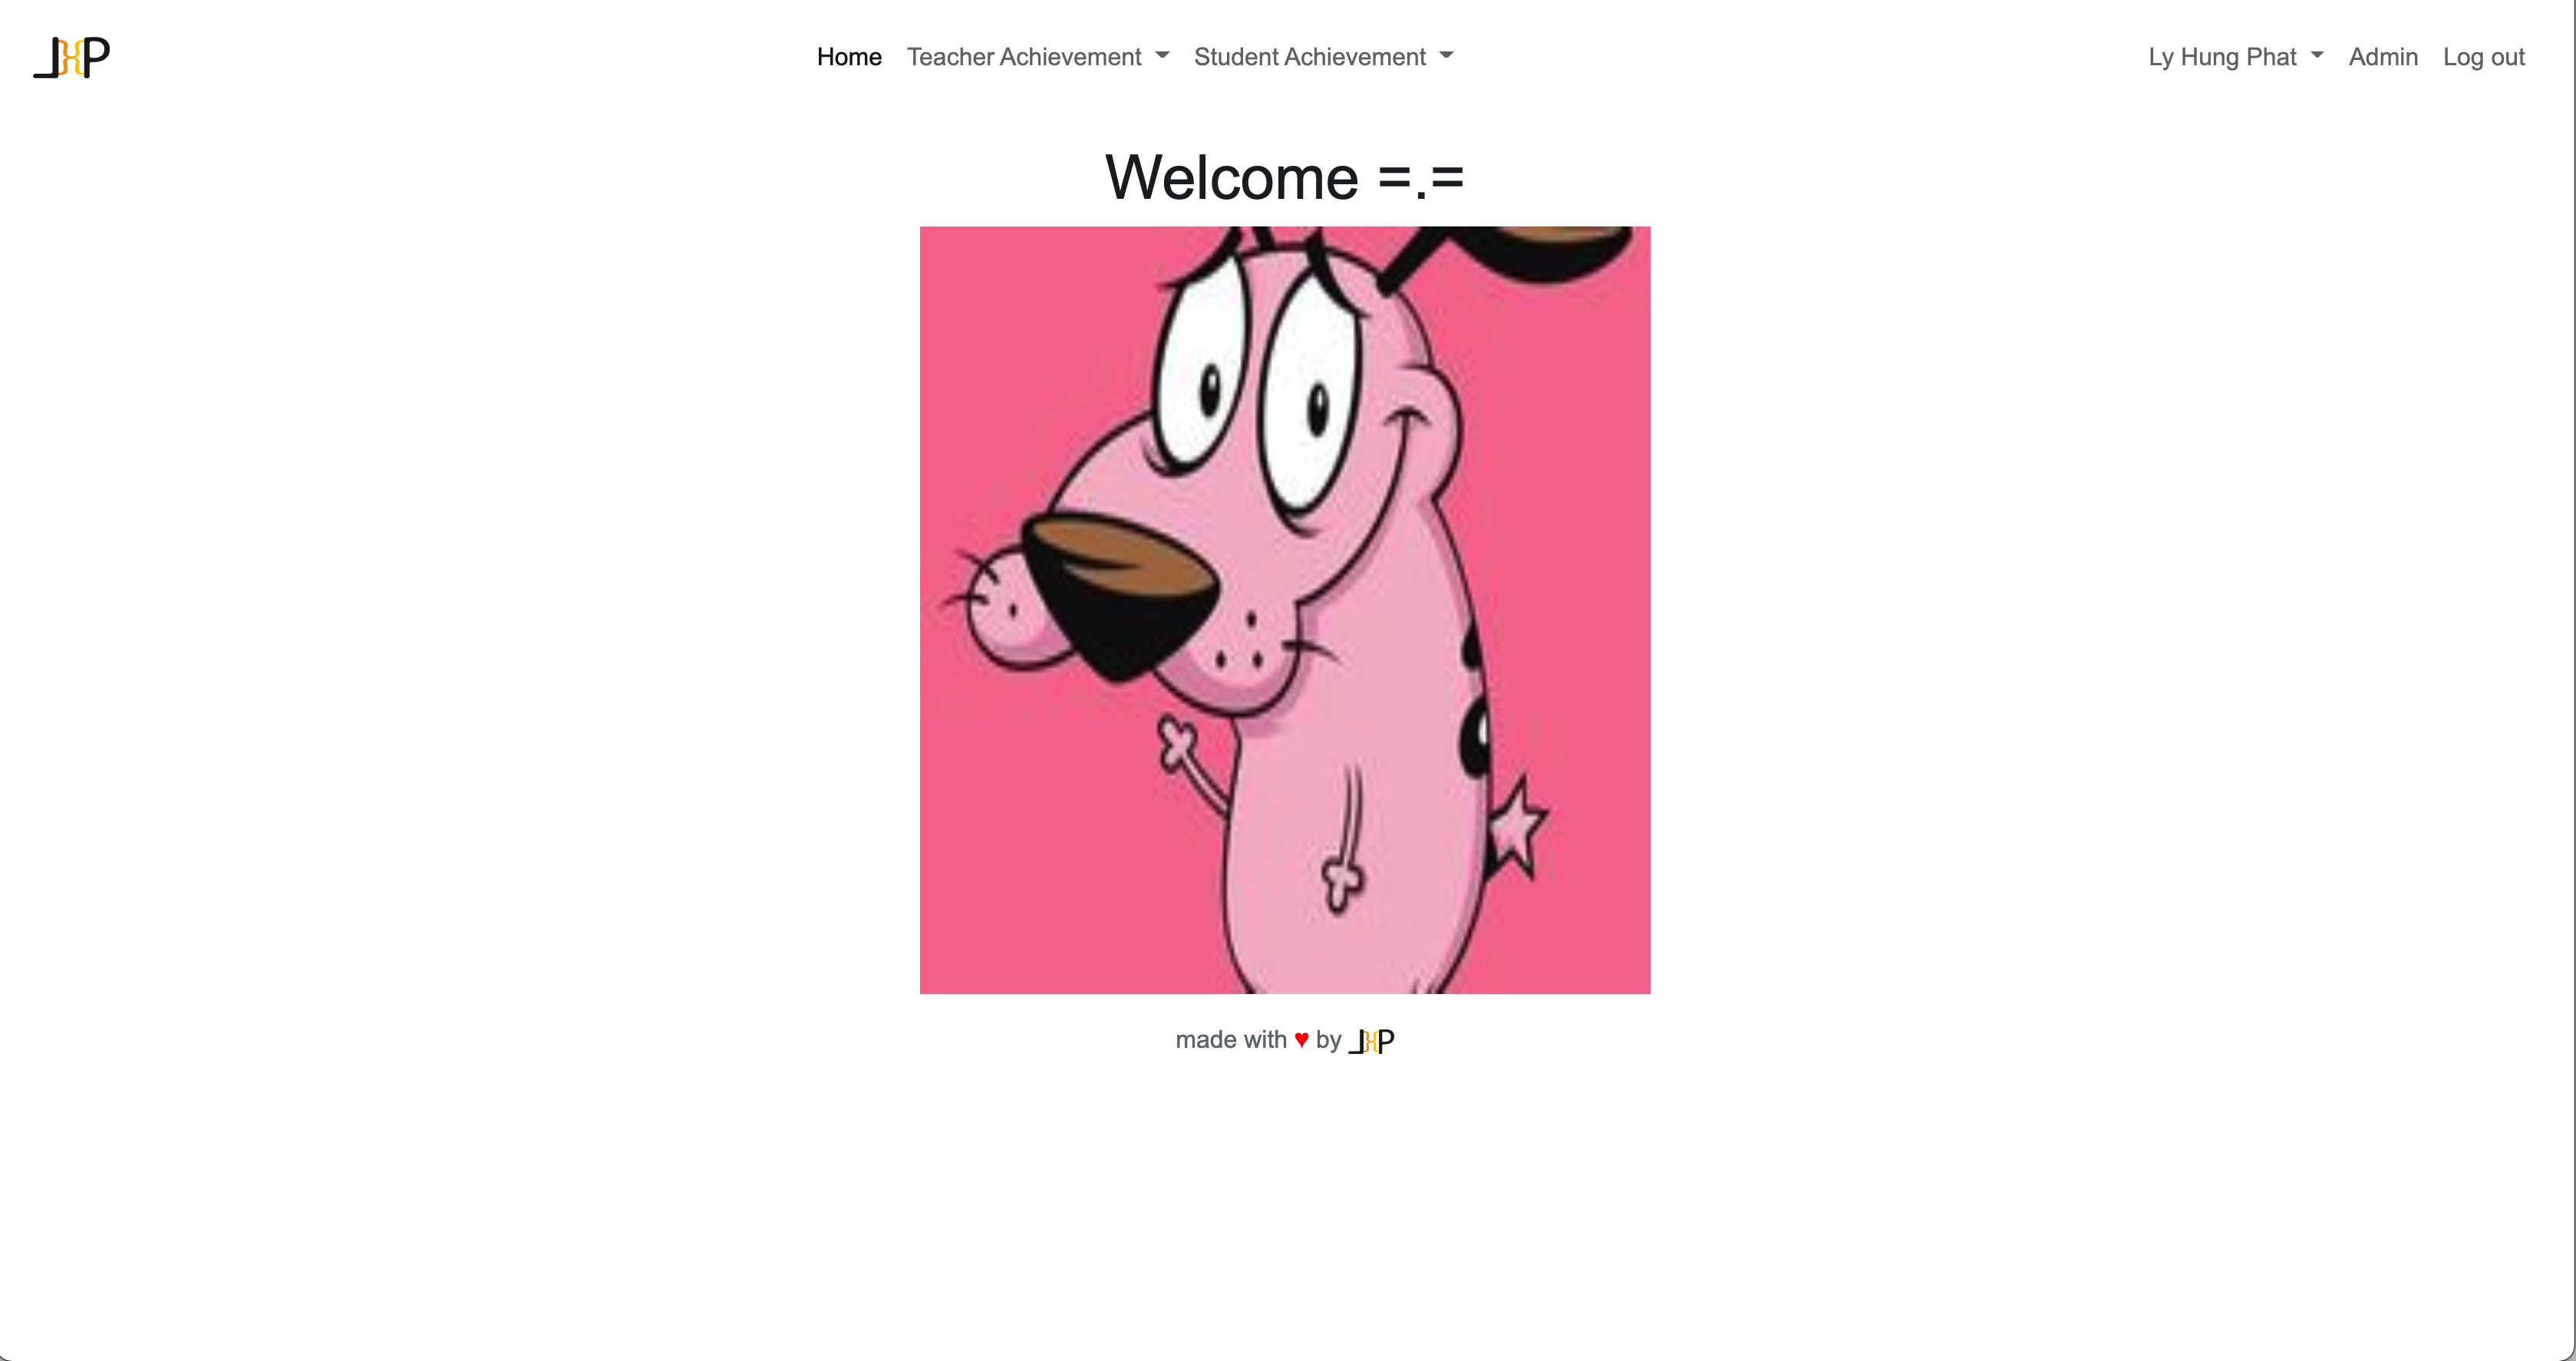 JHP
Home Teacher Achievement Student Achievement Ly Hung Phat Admin Log out
Welcome =.=
made with ♥ by JHP